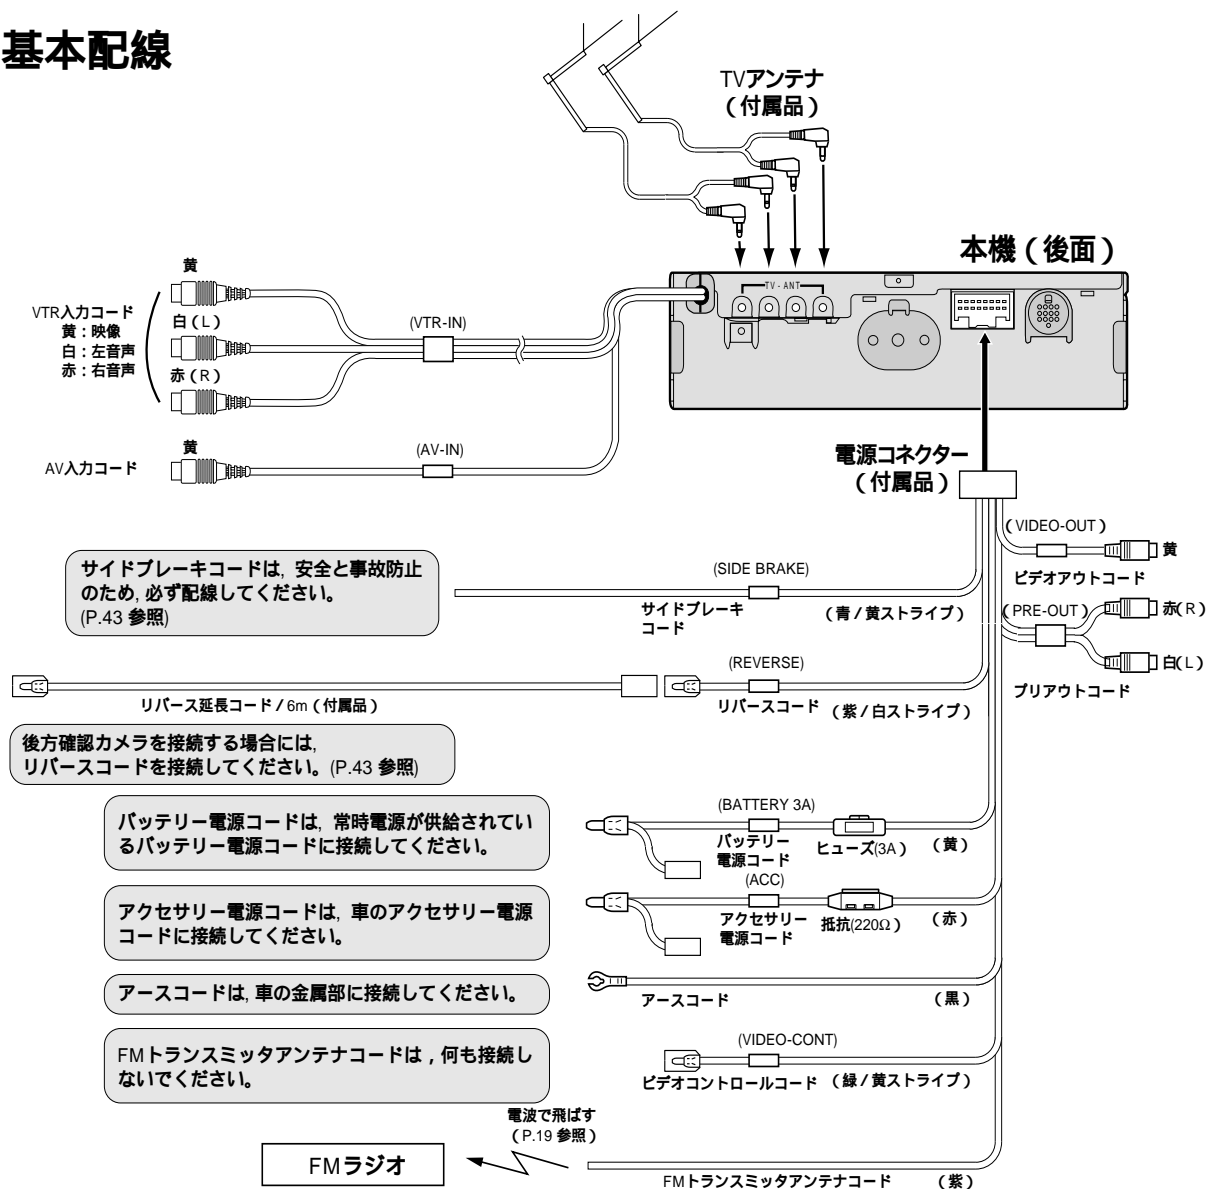 基本配線
TVアンテナ
（付属品）
本機（後面）
TV-ANT
黄
VTR入力コード
黄：映像
白：左音声
赤：右音声
白（L）
赤（R）
(VTR-IN)
黄
AV入力コード
(AV-IN)
電源コネクター
（付属品）
（VIDEO-OUT）
黄
ビデオアウトコード
（PRE-OUT）
赤（R）
白（L）
プリアウトコード
サイドブレーキコードは, 安全と事故防止
のため, 必ず配線してください。
(P.43 参照)
(SIDE BRAKE)
サイドブレーキ
コード
（青/黄ストライプ）
(REVERSE)
リバース延長コード/6m（付属品）
リバースコード
（紫/白ストライプ）
後方確認カメラを接続する場合には,
リバースコードを接続してください。(P.43 参照)
バッテリー電源コードは, 常時電源が供給されてい
るバッテリー電源コードに接続してください。
(BATTERY 3A)
バッテリー
電源コード
ヒューズ(3A）
（黄）
アクセサリー電源コードは, 車のアクセサリー電源
コードに接続してください。
(ACC)
アクセサリー
電源コード
抵抗(220Ω）
（赤）
アースコードは, 車の金属部に接続してください。
アースコード
（黒）
FMトランスミッタアンテナコードは , 何も接続し
ないでください。
(VIDEO-CONT)
ビデオコントロールコード
（緑/黄ストライプ）
電波で飛ばす
（P.19 参照）
FMラジオ
FMトランスミッタアンテナコード
（紫）